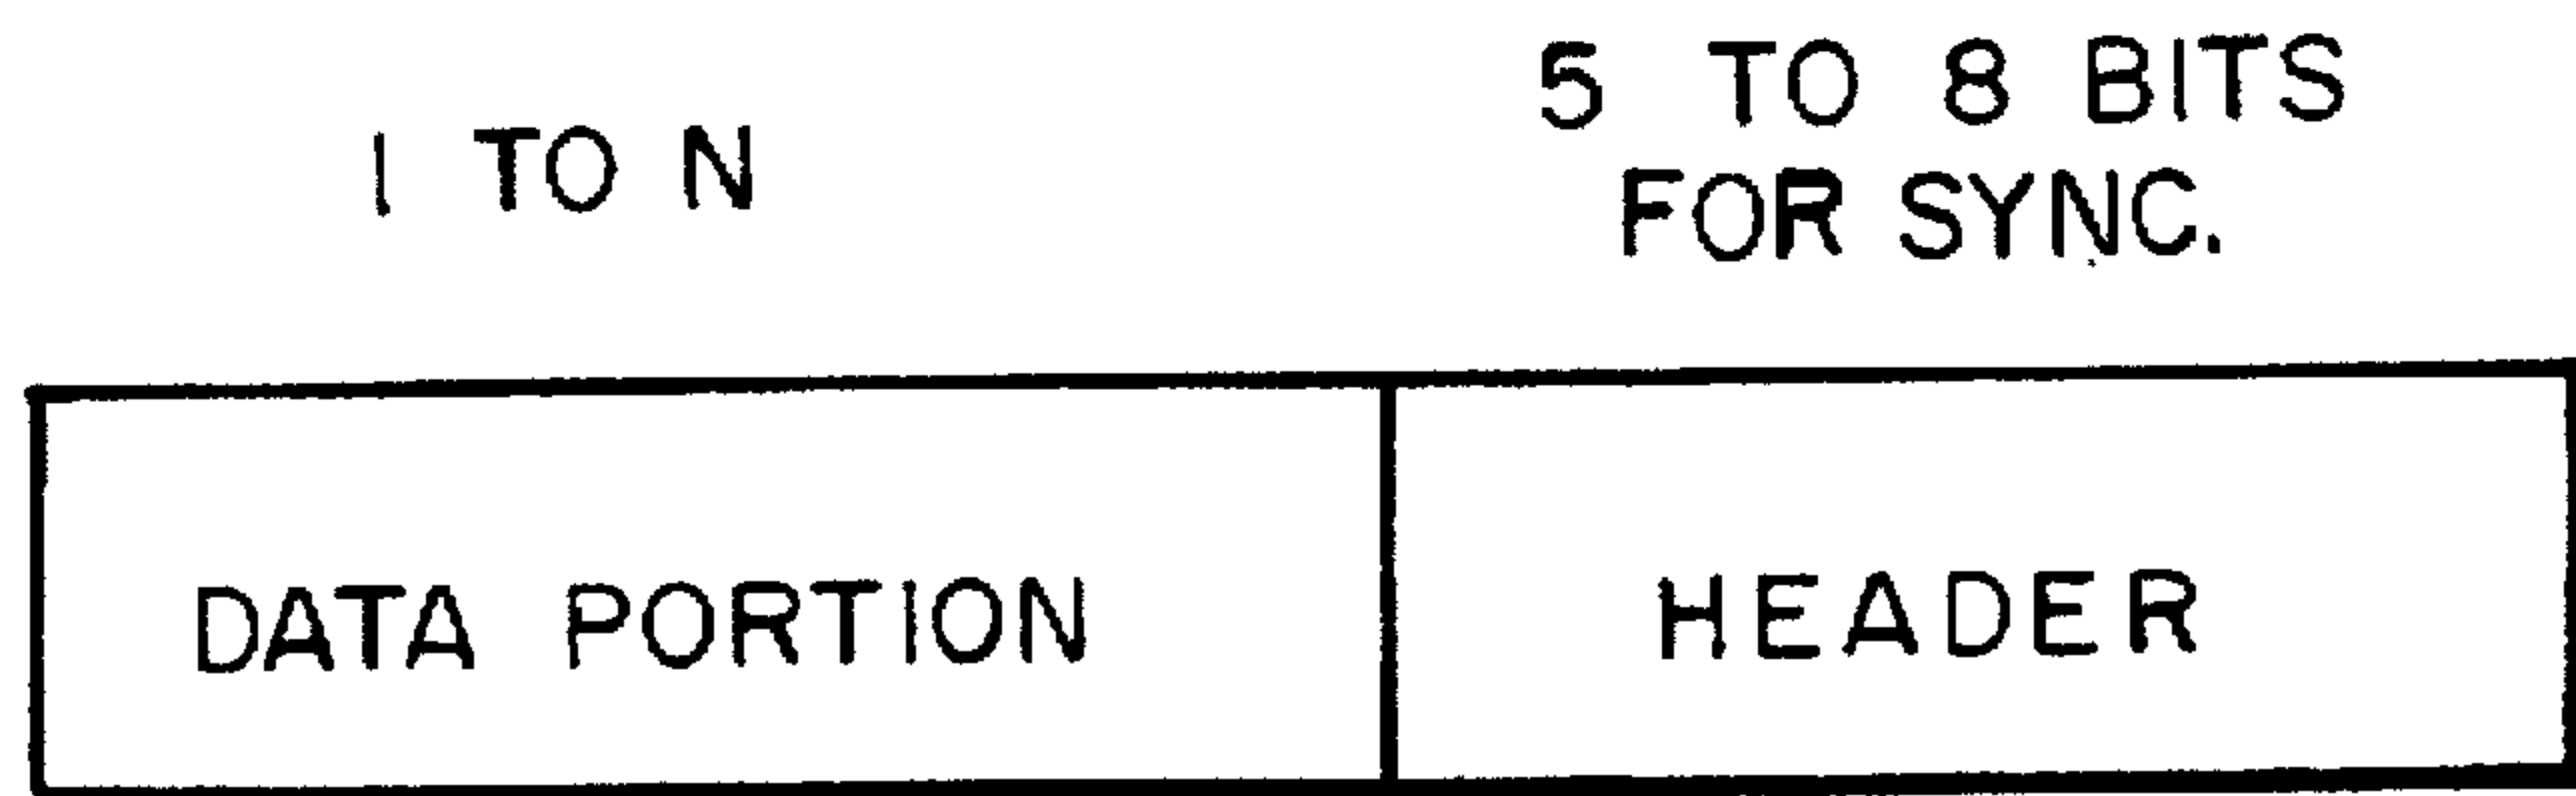 1 TO N
5 TO 8 BITS
FOR SYNC.
DATA PORTION
HEADER